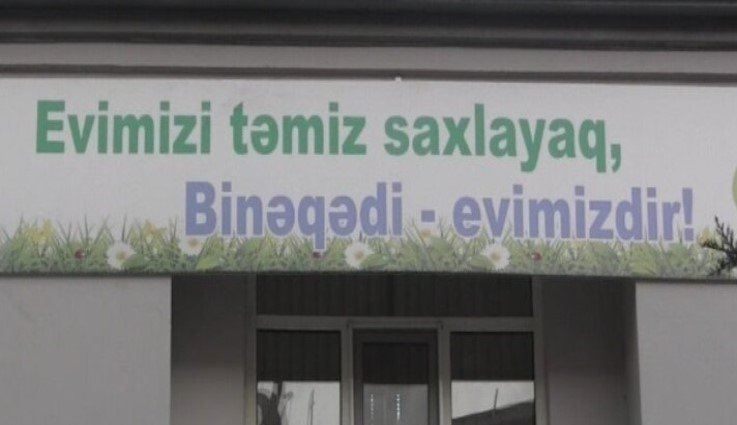 Evimizi təmiz saxlayaq,
Binəqədi - evimizdir!